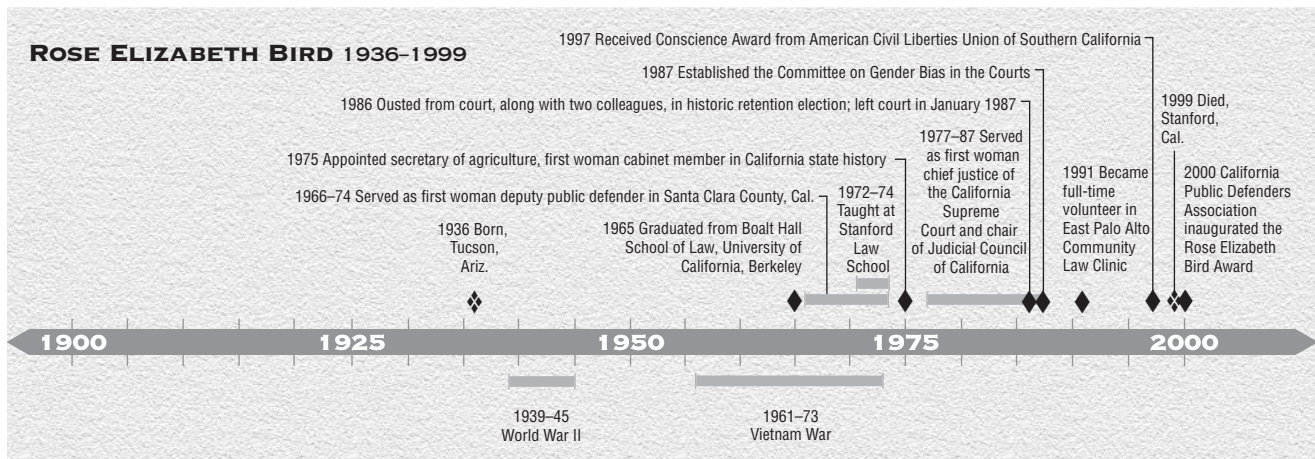 ROSE ELIZABETH BIRD 1936–1999
1997 Received Conscience Award from American Civil Liberties Union of Southern California
1987 Established the Committee on Gender Bias in the Courts
1986 Ousted from court, along with two colleagues, in historic retention election; left court in January 1987
1975 Appointed secretary of agriculture, first woman cabinet member in California state history
1966–74 Served as first woman deputy public defender in Santa Clara County, Cal.
1936 Born,
Tucson,
Ariz.
1965 Graduated from Boalt Hall
School of Law, University of
California, Berkeley
1972–74
Taught at
Stanford
Law
School
1977–87 Served
as first woman
chief justice of
the California
Supreme
Court and chair
of Judicial Council
of California
1991 Became
full-time
volunteer in
East Palo Alto
Community
Law Clinic
1999 Died,
Stanford,
Cal.
2000 California
Public Defenders
Association
inaugurated the
Rose Elizabeth
Bird Award
1900
1925
1950
1975
2000
1939–45
World War II
1961–73
Vietnam War